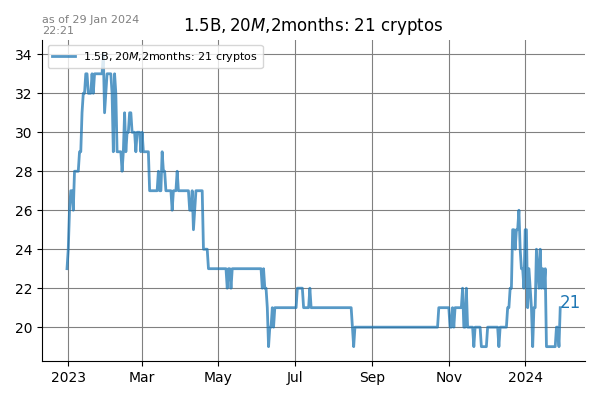 as of 29 Jan 2024
22:21
1.5B, 20M,2months: 21 cryptos
1.5B, 20M,2months: 21 cryptos
34
32
30
28
26
24
22
20
21
2023
Mar
May
Jul
Sep
Nov
2024